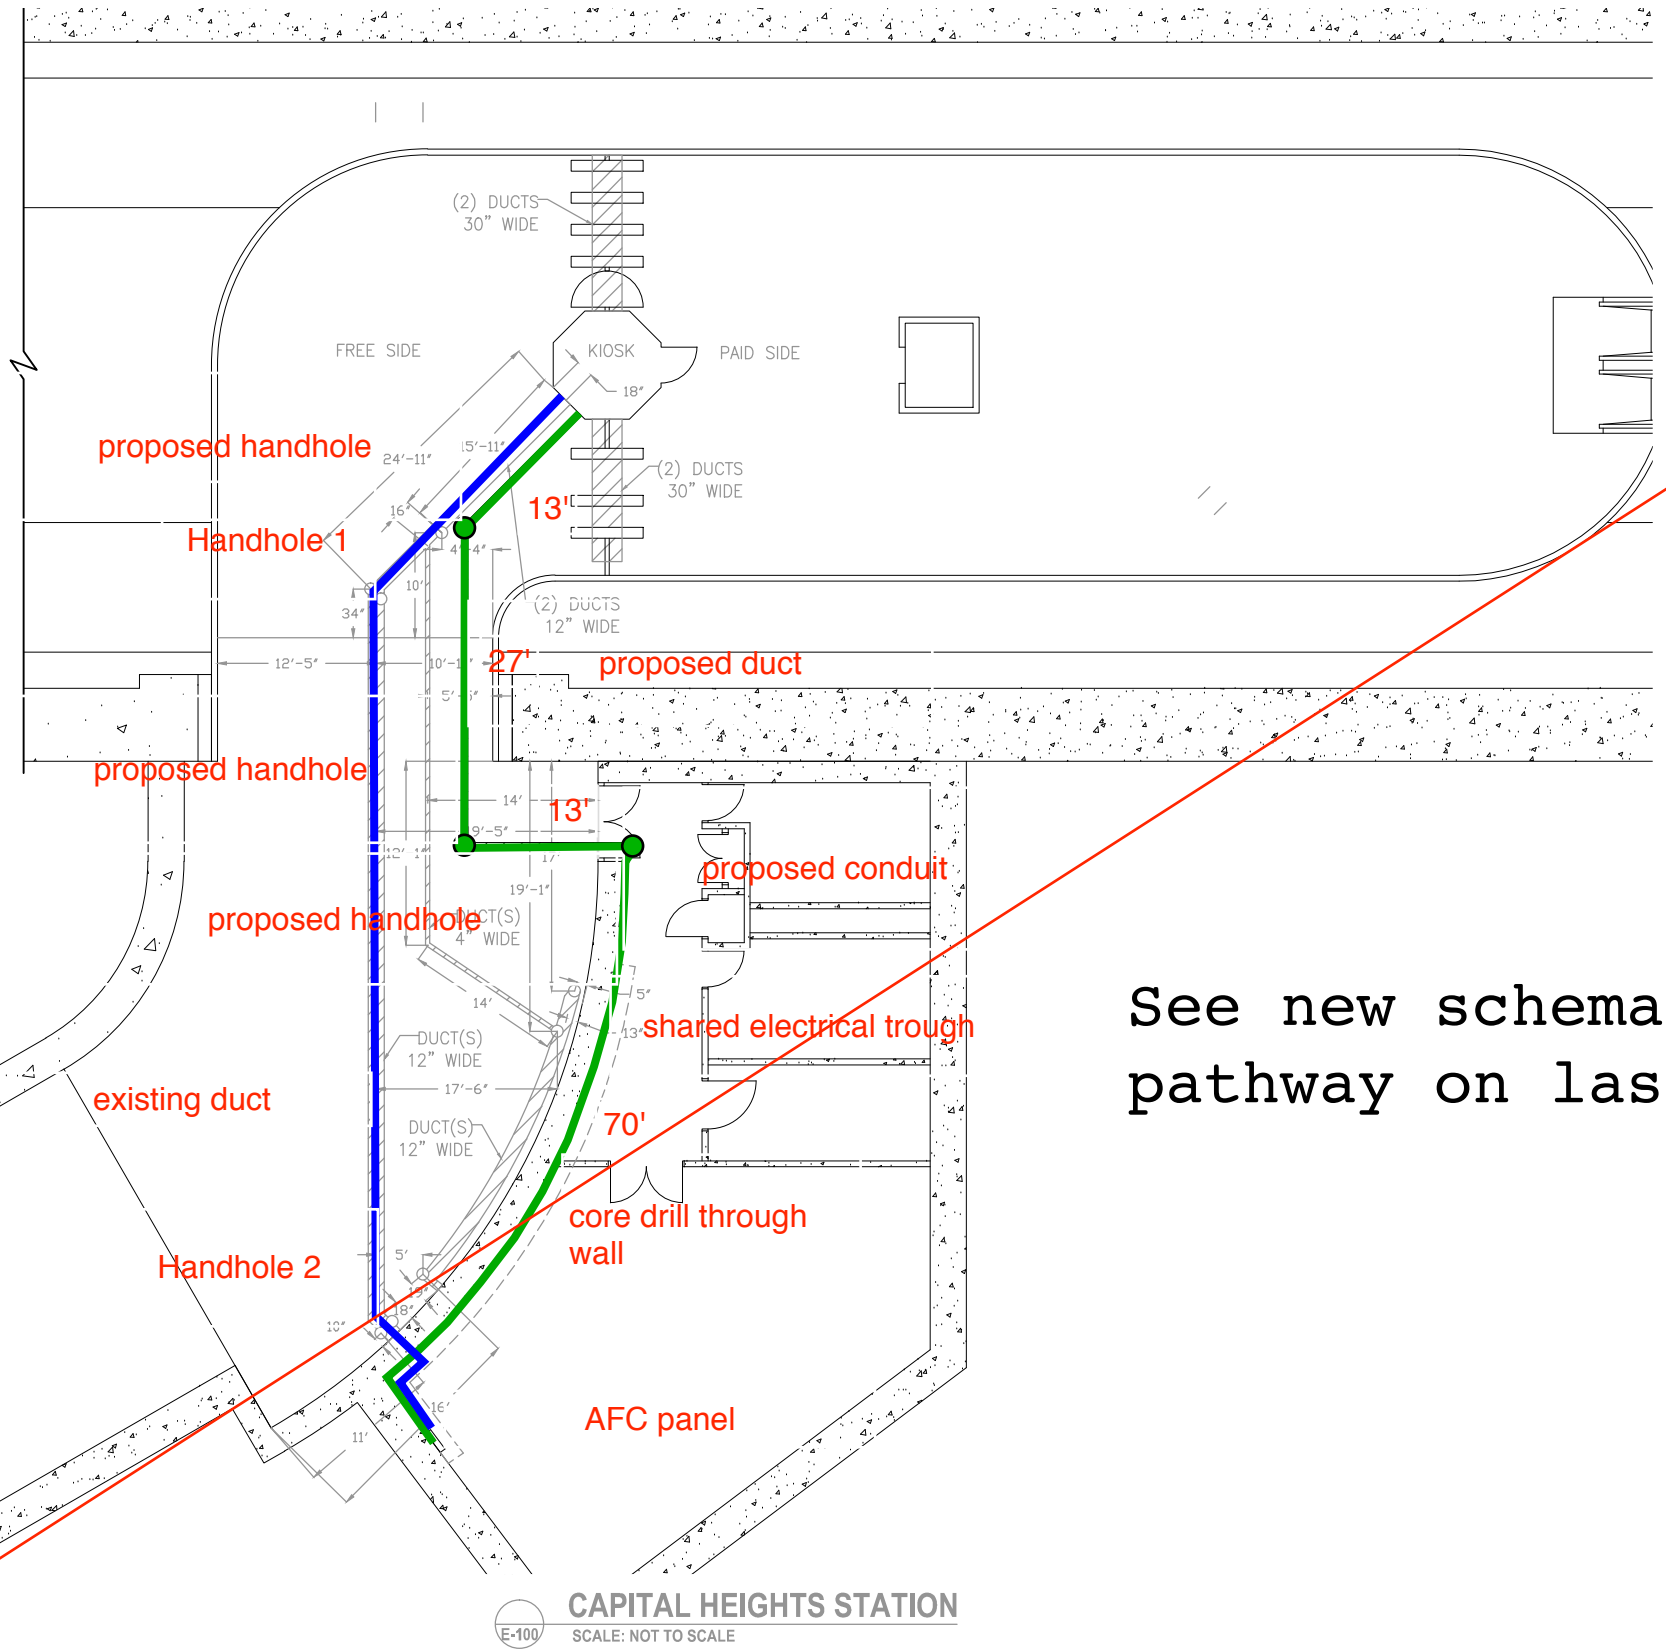 (2) DUCTS
30" WIDE
FREE SIDE
KIOSK
PAID SIDE
18"
proposed handhole
15'-11"
24'-11"
(2) DUCTS
30" WIDE
16"
13'
Handhole 1
4'-4"
10'
34"
(2) DUCTS
12" WIDE
12'-5"
27'
proposed duct
proposed handhole
14'
13'
9'-5"
12'-1"
17'
proposed conduit
19'-1"
proposed handhole
DUCT(S)
4" WIDE
14'
5"
13"
shared electrical trough
See new schema
DUCT(S)
12" WIDE
pathway on las
17'-6"
existing duct
DUCT(S)
12" WIDE
70'
core drill through
wall
5'
Handhole 2
19"
18"
16'
AFC panel
11'
CAPITAL HEIGHTS STATION
E-100
SCALE: NOT TO SCALE